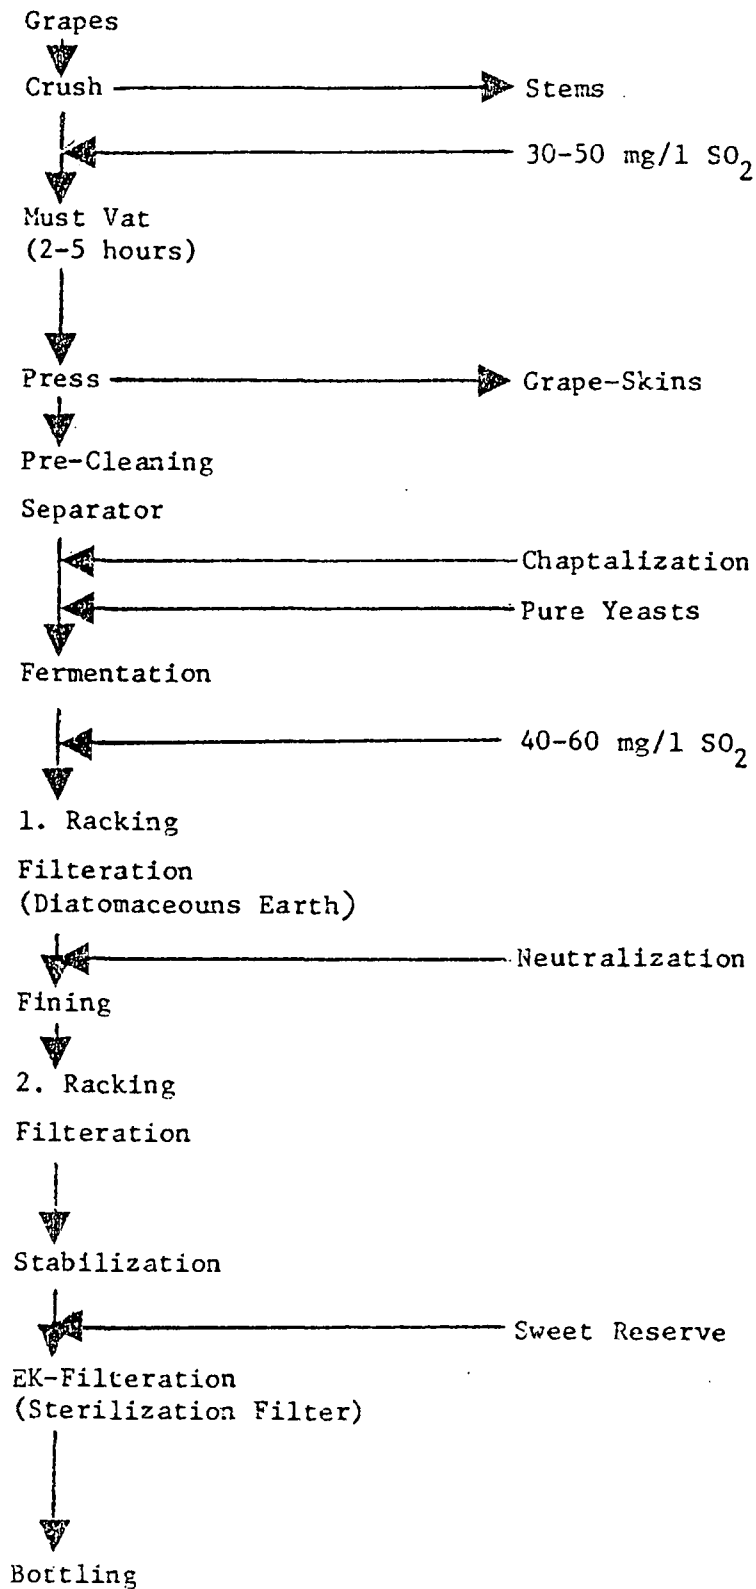 Grapes
Crush
Stems
30-50 mg/l SO2
Must Vat
(2-5 hours)
Press
Grape-Skins
Pre-Cleaning
Separator
Chaptalization
Pure Yeasts
Fermentation
40-60 mg/l SO2
1. Racking
Filteration
(Diatomaceouns Earth)
Neutralization
Fining
2. Racking
Filteration
Stabilization
Sweet Reserve
EK-Filteration
(Sterilization Filter)
Bottling